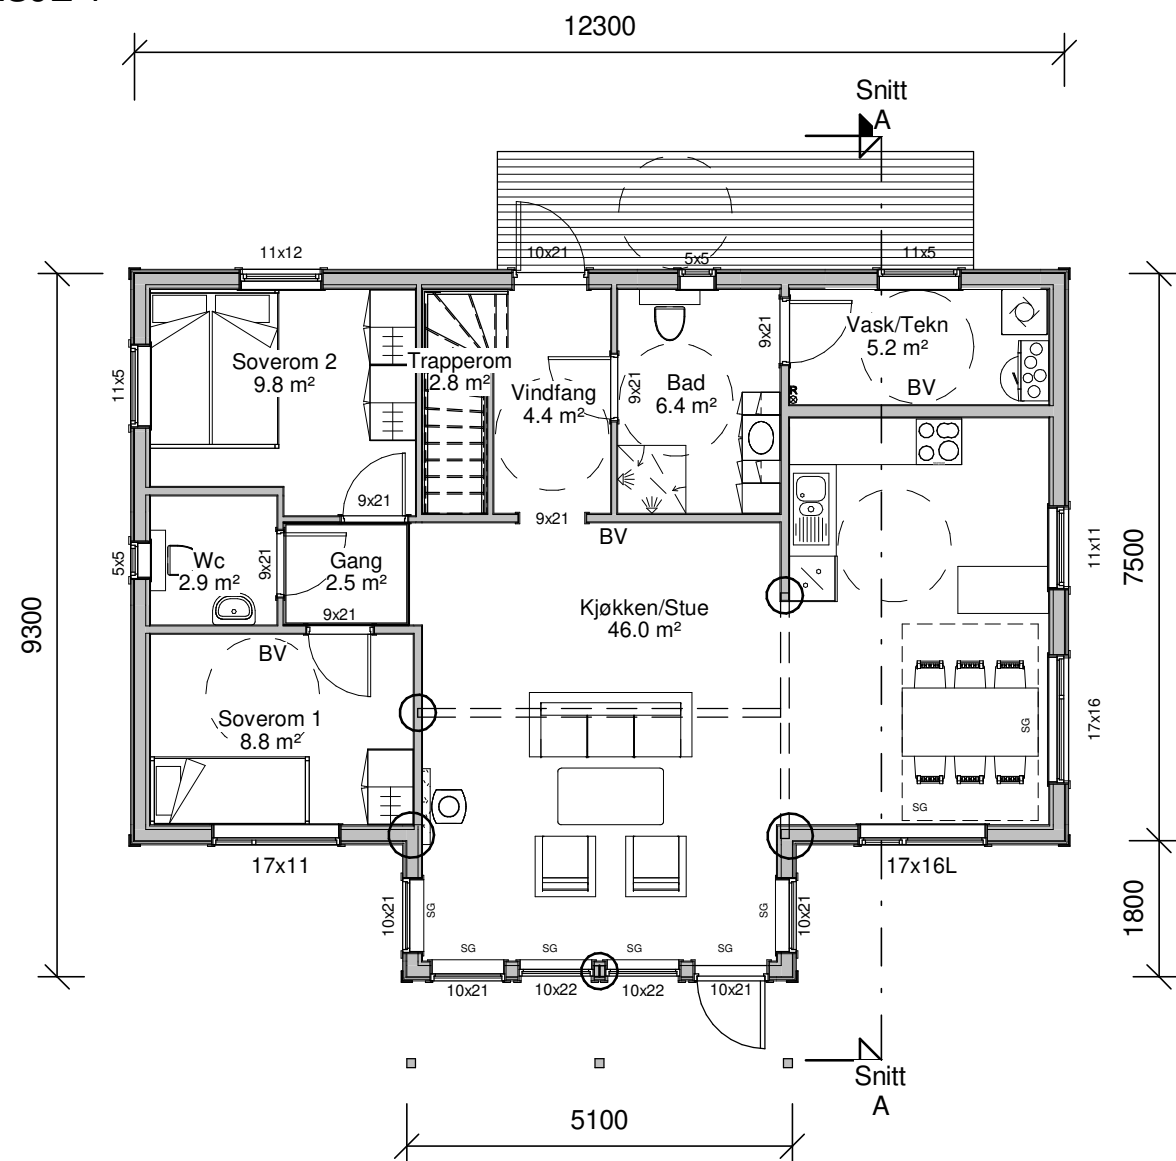 12300
Snitt
A
11x12
10x21
5x5
11x5
11x5
Soverom 2
9.8 m²
Trapperom
2.8 m²
Vindfang
4.4 m²
9x21
Bad
6.4 m²
9x21
Vask/Tekn
5.2 m²
BV
9x21
9x21
BV
5x5
Wc
2.9 m²
9x21
Gang
2.5 m²
9x21
Kjøkken/Stue
46.0 m²
11x11
7500
9300
BV
Soverom 1
8.8 m²
SG
17x16
SG
17x11
17x16L
10x21
SG
SG
10x21
1800
SG
SG
SG
SG
10x21
10x22
10x22
10x21
Snitt
A
5100